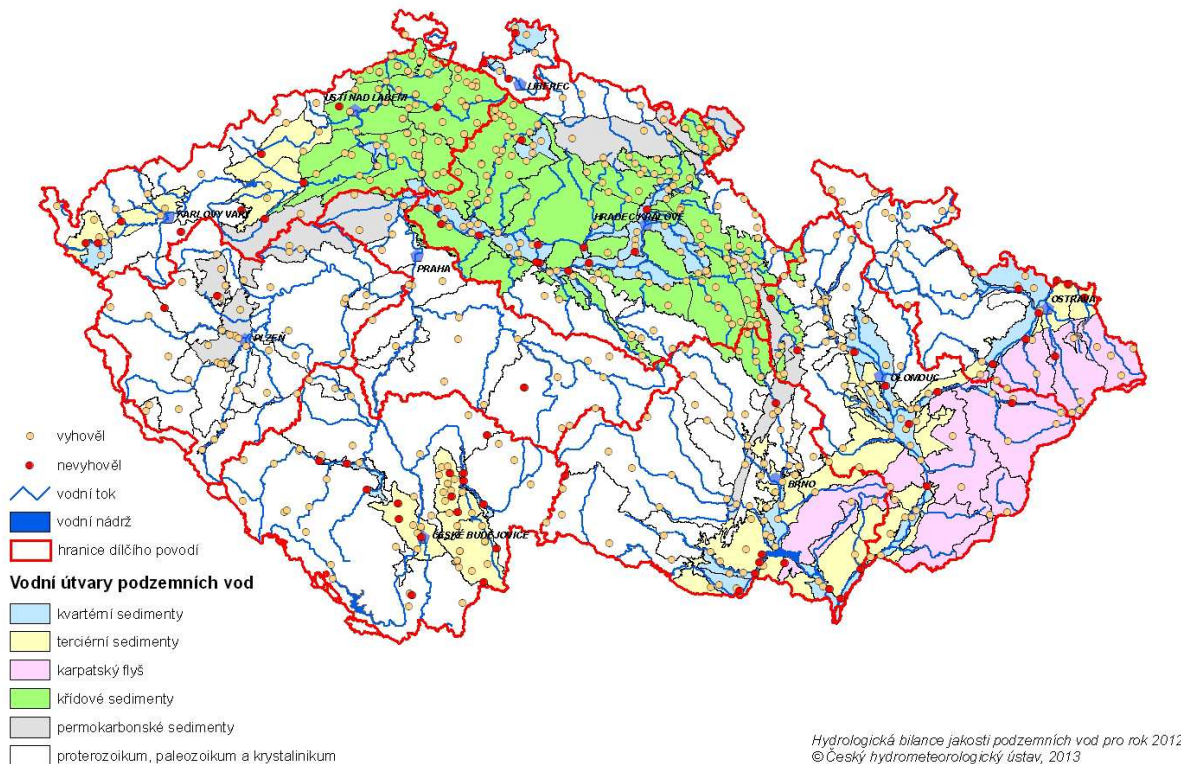 LIBEREC
ÚSTÍ NAD LABEM
KARLOVY VARY
HRADEC KRÁLOVÉ
PRAHA
OSTRAVA
PLZEŇ
OLOMOUC
BRNO
ČESKÉ BUDĚJOVICE
vyhověl
nevyhověl
vodní tok
vodní nádrž
hranice dílčího povodí
Vodní útvary podzemních vod
kvartérní sedimenty
terciérní sedimenty
karpatský flyš
křídové sedimenty
permokarbonské sedimenty
proterozoikum, paleozoikum a krystalinikum
Hydrologická bilance jakosti podzemních vod pro rok 2012
© Český hydrometeorologický ústav, 2013